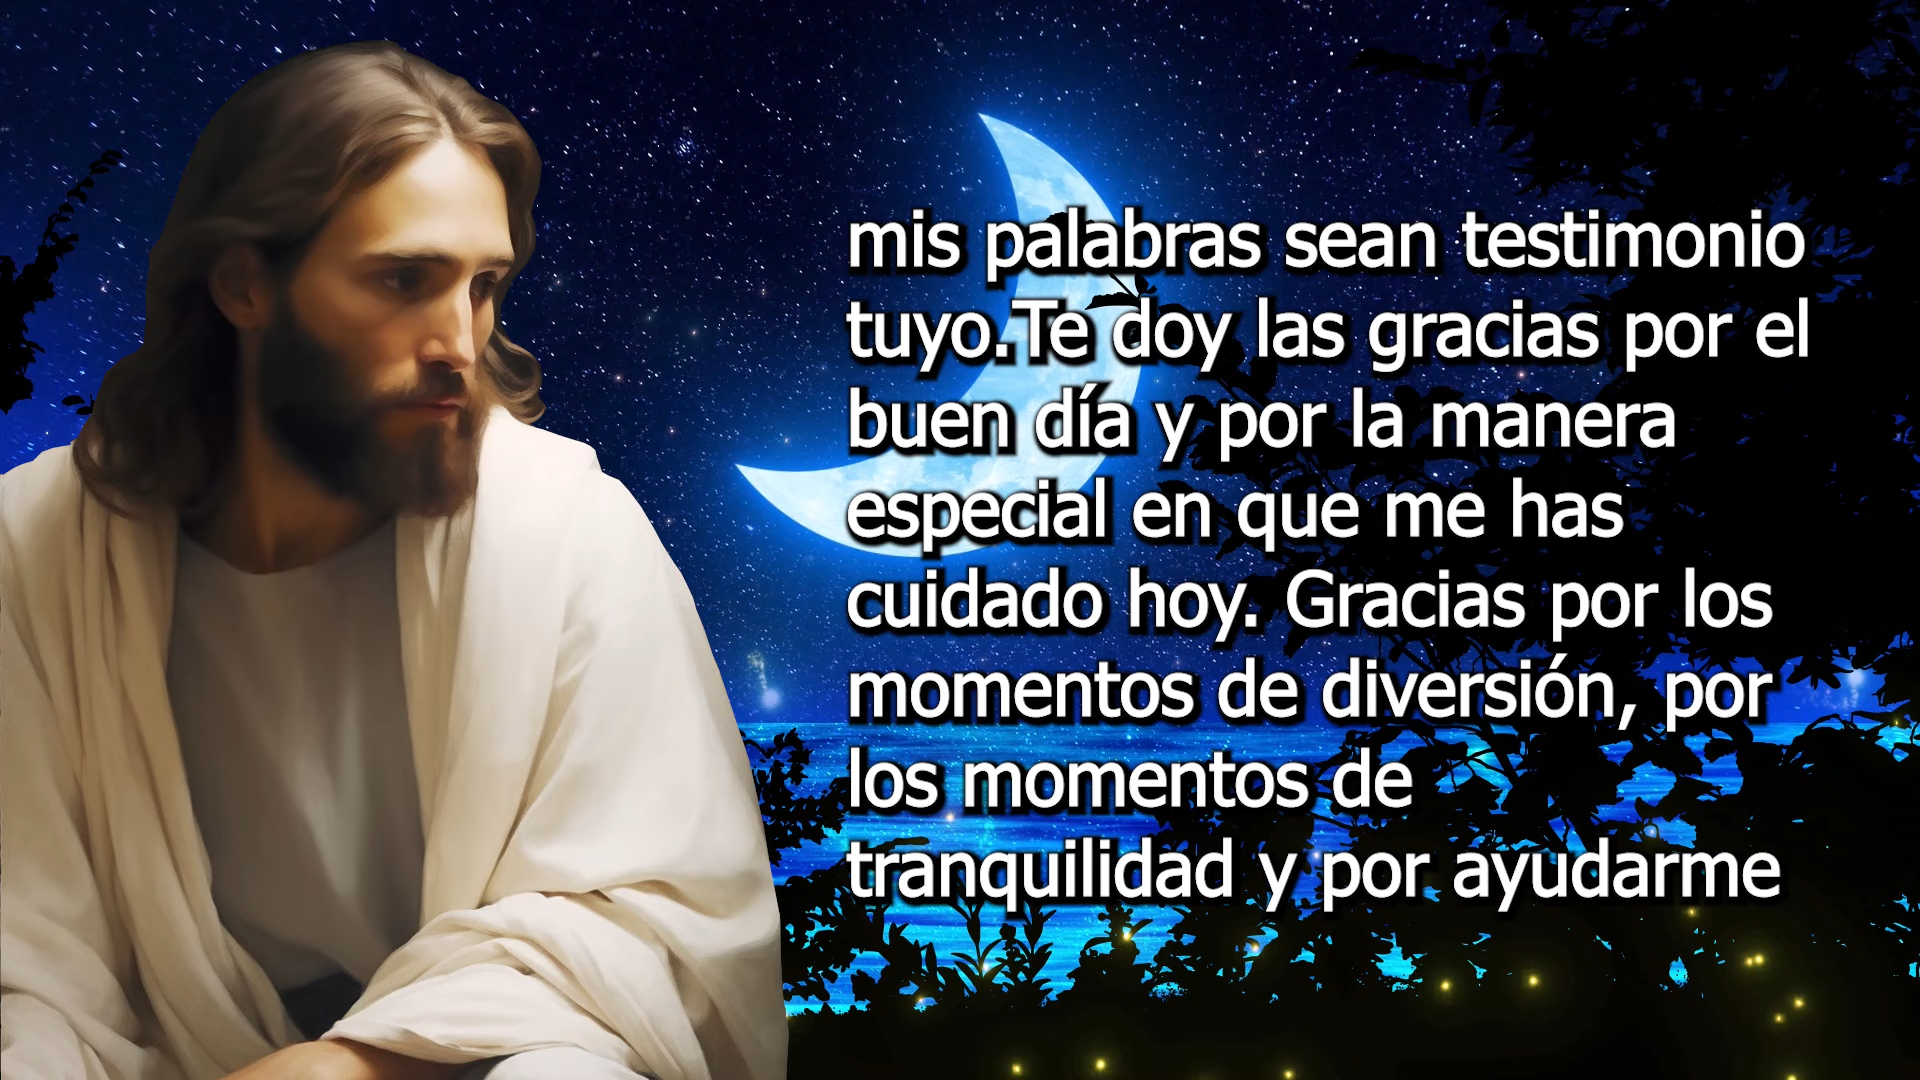 mis palabras sean testimonio
tuyo.Te doy las gracias por el
buen día y por la manera
especial en que me has
cuidado hoy. Gracias por los
momentos de diversión, por
los momentos de
tranquilidad y por ayudarme